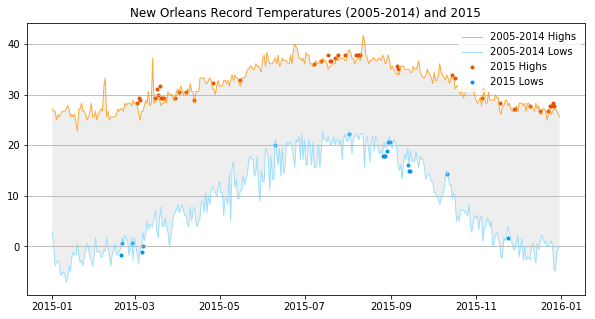 New Orleans Record Temperatures (2005-2014) and 2015
2005-2014 Highs
2005-2014 Lows
2015 Highs
2015 Lows
40
30
20
10
0
2015-01 2015-03 2015-05 2015-07 2015-09 2015-11 2016-01